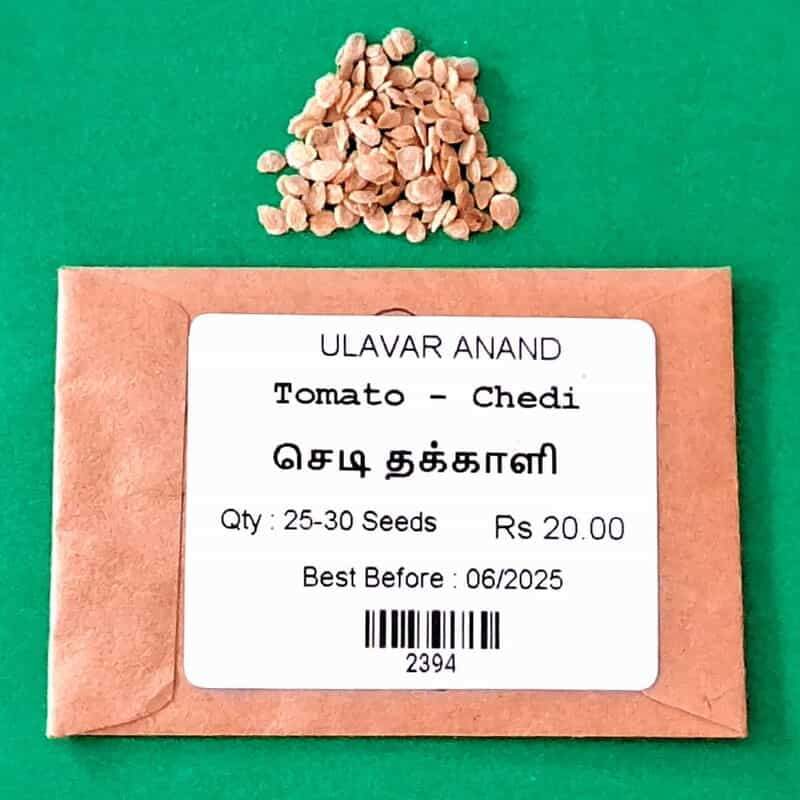 ULAVAR ANAND
Tomato - Chedi
செடி தக்காளி
Qty : 25-30 Seeds Rs 20.00
Best Before : 06/2025
2394